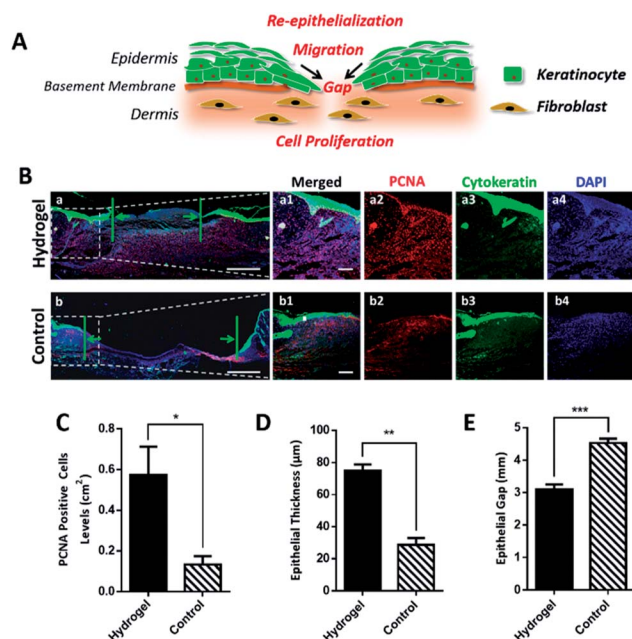 A
Re-epithelialization
Migration
Epidermis
Gap
Keratinocyte
Basement Membrane
Dermis
Fibroblast
Cell Proliferation
B
Merged
PCNA
Cytokeratin
DAPI
Hydrogel
a
a1
a2
a3
a4
Control
b
b1
b2
b3
b4
C
PCNA Positive Cells
Levels (cm²)
0.8
0.6
0.4
0.2
0.0
*
Hydrogel
Control
D
Epithelial Thickness (μm)
100
80
60
40
20
0
**
Hydrogel
Control
E
Epithelial Gap (mm)
5
4
3
2
1
0
***
Hydrogel
Control